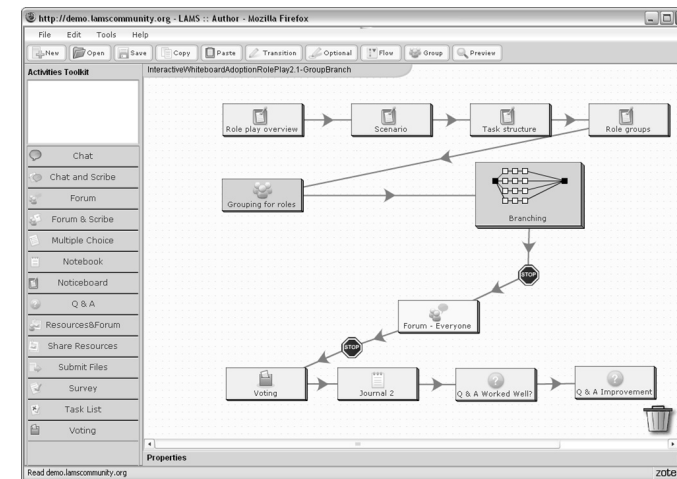 http://demo.lamscommunity.org - LAMS :: Author - Mozilla Firefox
File Edit Tools Help
New Open Save Copy Paste Transition Optional Flow Group Preview
Activities Toolkit
InteractiveWhiteboardAdoptionRolePlay2.1-GroupBranch
Chat
Chat and Scribe
Forum
Forum & Scribe
Multiple Choice
Notebook
Noticeboard
Q & A
Resources&Forum
Share Resources
Submit Files
Survey
Task List
Voting
Role play overview
Scenario
Task structure
Role groups
Grouping for roles
Branching
STOP
Forum - Everyone
STOP
Voting
Journal 2
Q & A Worked Well?
Q & A Improvement
Properties
Read demo.lamscommunity.org
zote